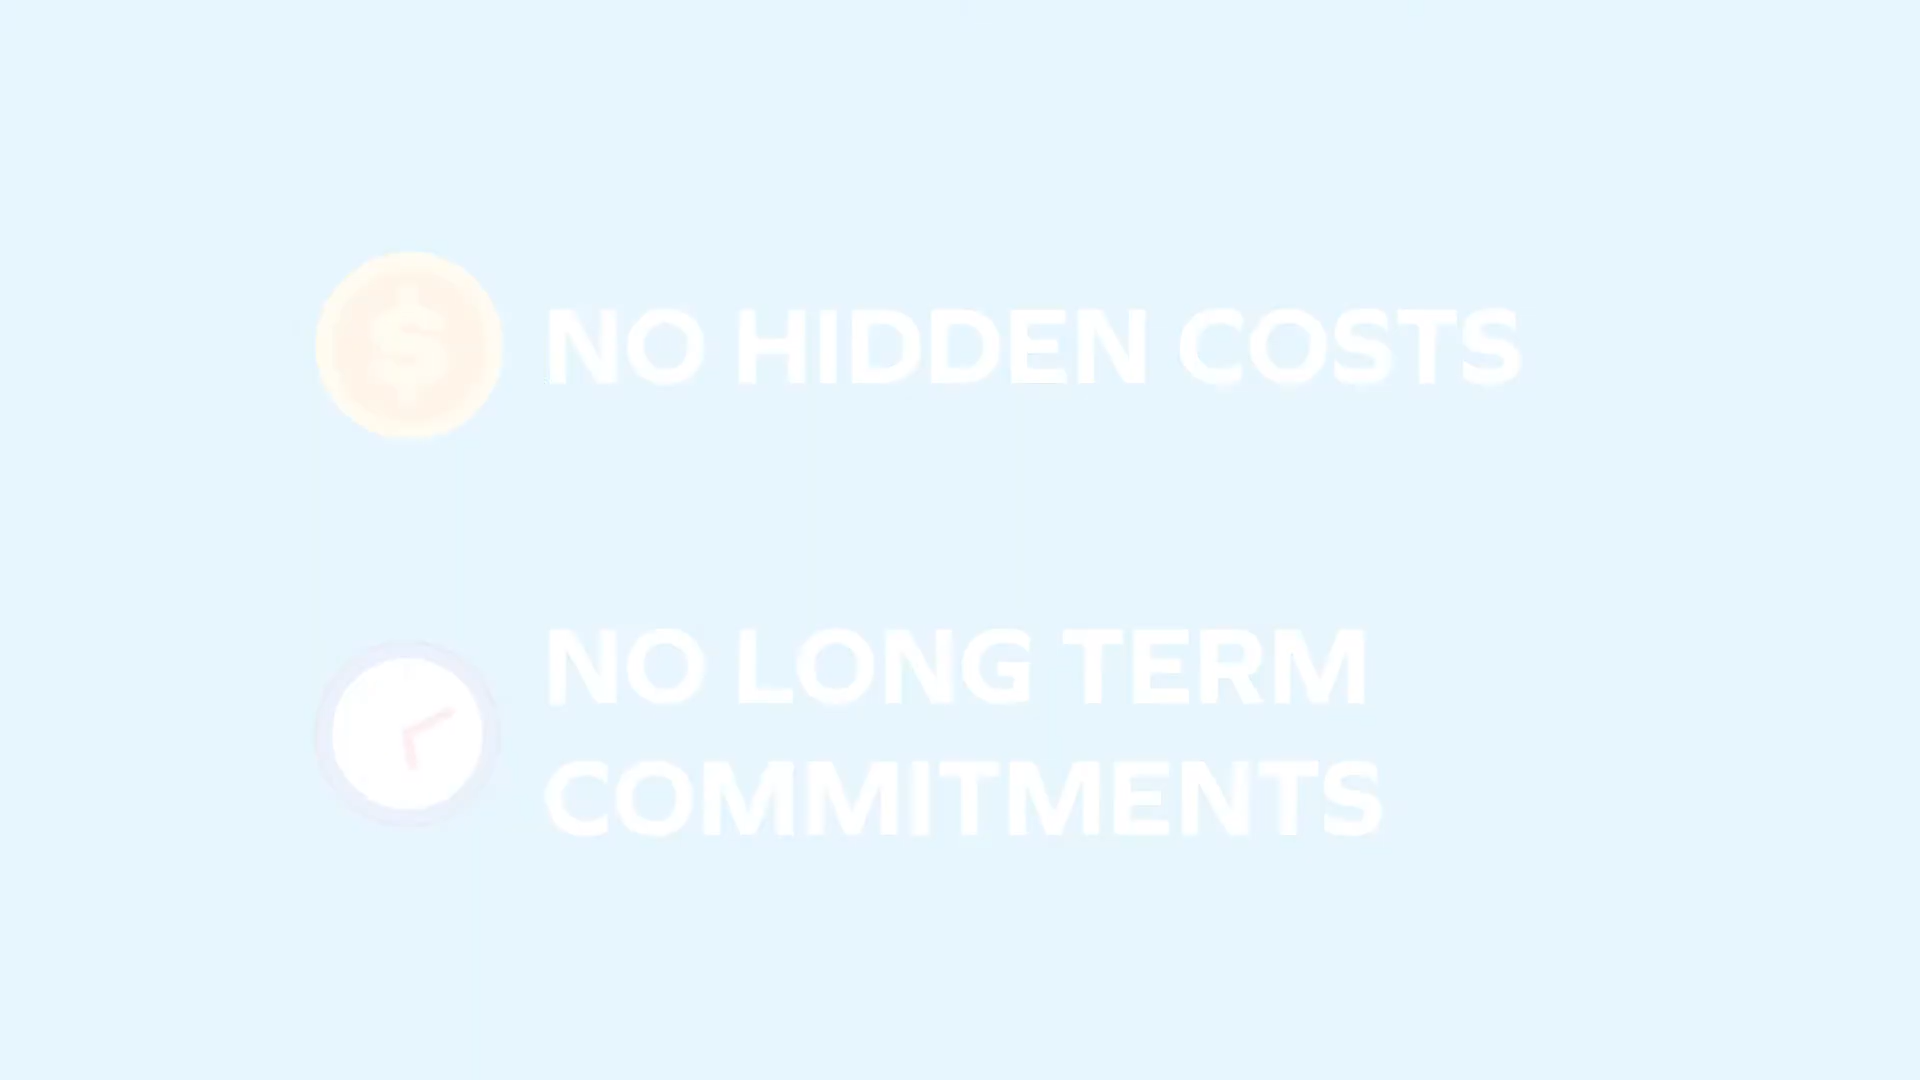 $
NO HIDDEN COSTS
NO LONG TERM
COMMITMENTS